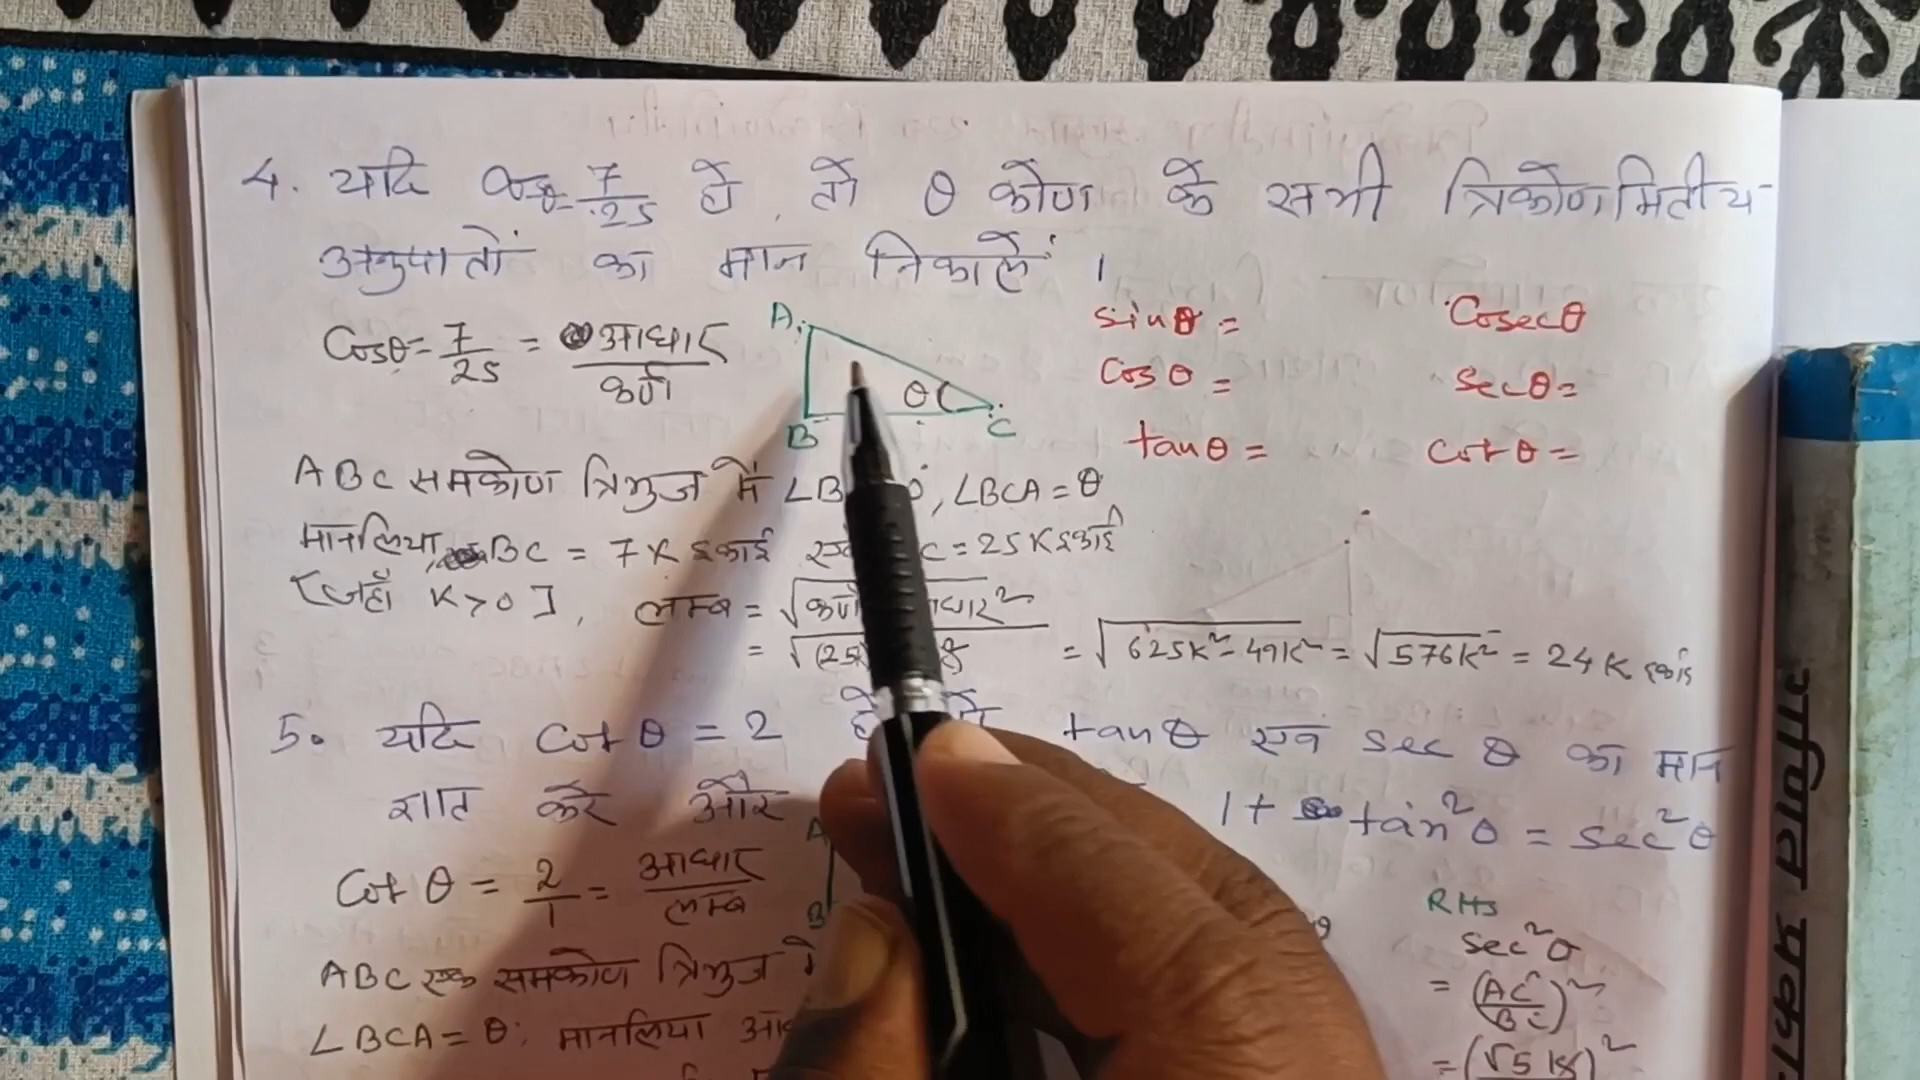 4. यदि Cosθ = 7/25 हो, तो θ कोण के सभी त्रिकोणमितीय
अनुपातों का मान निकालें ।
Cosθ = 7/25 = आधार/कर्ण
A
B
C
θ
sinθ =
Cosecθ
Cosθ =
secθ =
tanθ =
cotθ =
ABC समकोण त्रिभुज में ∠B , ∠BCA = θ
मानलिया, BC = 7K इकाई C = 25K इकाई
[जहाँ K > 0], लम्ब = √
= √(25 = √625K² - 49K² = √576K² = 24K
5. यदि cotθ = 2 tanθ एवं secθ का मान
ज्ञात करें और 1 + tan²θ = sec²θ
Cotθ = 2/1 = आधार/लम्ब
A
B
RHS
sec²θ
= (AC/BC)²
ABC एक समकोण त्रिभुज
∠BCA = θ; मानलिया